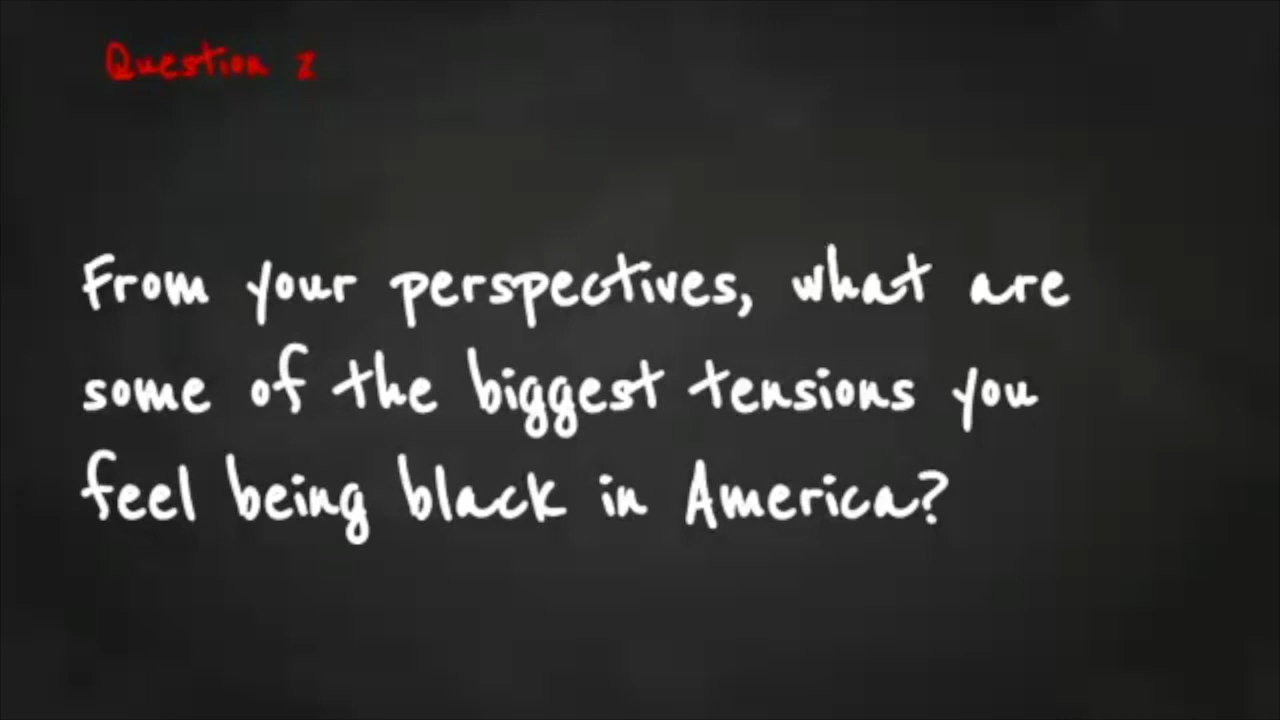 Question 2
From your perspectives, what are
some of the biggest tensions you
feel being black in America?